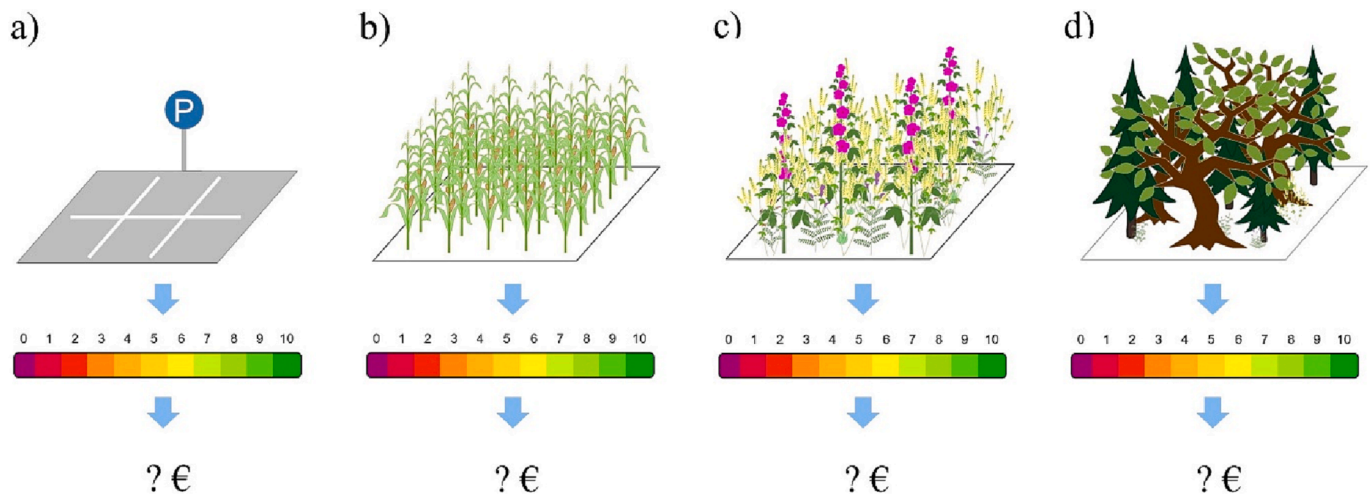 a) b) c) d)
P
0 1 2 3 4 5 6 7 8 9 10 0 1 2 3 4 5 6 7 8 9 10 0 1 2 3 4 5 6 7 8 9 10 0 1 2 3 4 5 6 7 8 9 10
? € ? € ? € ? €